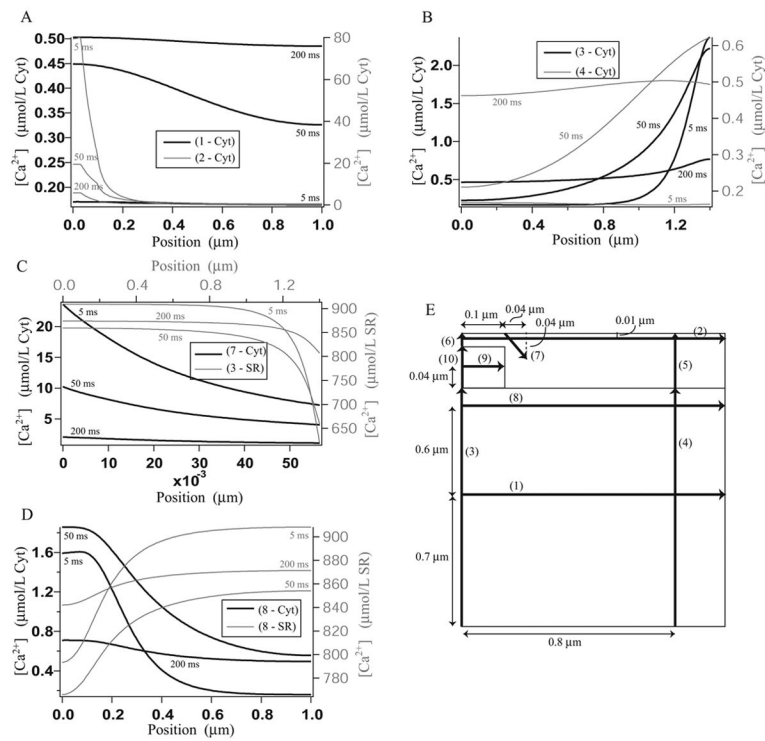 A
[Ca²⁺] (μmol/L Cyt)
0.50
0.45
0.40
0.35
0.30
0.25
0.20
5 ms
200 ms
50 ms
(1 - Cyt)
(2 - Cyt)
50 ms
200 ms
5 ms
80
60
40
20
0
[Ca²⁺] (μmol/L Cyt)
0.0 0.2 0.4 0.6 0.8 1.0
Position (μm)
B
[Ca²⁺] (μmol/L Cyt)
2.0
1.5
1.0
0.5
(3 - Cyt)
(4 - Cyt)
200 ms
50 ms
50 ms
5 ms
200 ms
5 ms
0.6
0.5
0.4
0.3
0.2
[Ca²⁺] (μmol/L Cyt)
0.0 0.4 0.8 1.2
Position (μm)
C
Position (μm)
0.0 0.4 0.8 1.2
[Ca²⁺] (μmol/L Cyt)
20
15
10
5
5 ms
200 ms
50 ms
5 ms
(7 - Cyt)
(3 - SR)
50 ms
200 ms
900
850
800
750
700
650
[Ca²⁺] (μmol/L SR)
0 10 20 30 40 50
x10⁻³
Position (μm)
D
[Ca²⁺] (μmol/L Cyt)
1.6
1.2
0.8
0.4
50 ms
5 ms
5 ms
200 ms
50 ms
(8 - Cyt)
(8 - SR)
200 ms
900
880
860
840
820
800
780
[Ca²⁺] (μmol/L SR)
0.0 0.2 0.4 0.6 0.8 1.0
Position (μm)
E
0.1 μm
0.04 μm
0.04 μm
0.01 μm
(2)
(6)
(10)
(9)
(7)
(5)
0.04 μm
(8)
0.6 μm
(3)
(4)
(1)
0.7 μm
0.8 μm